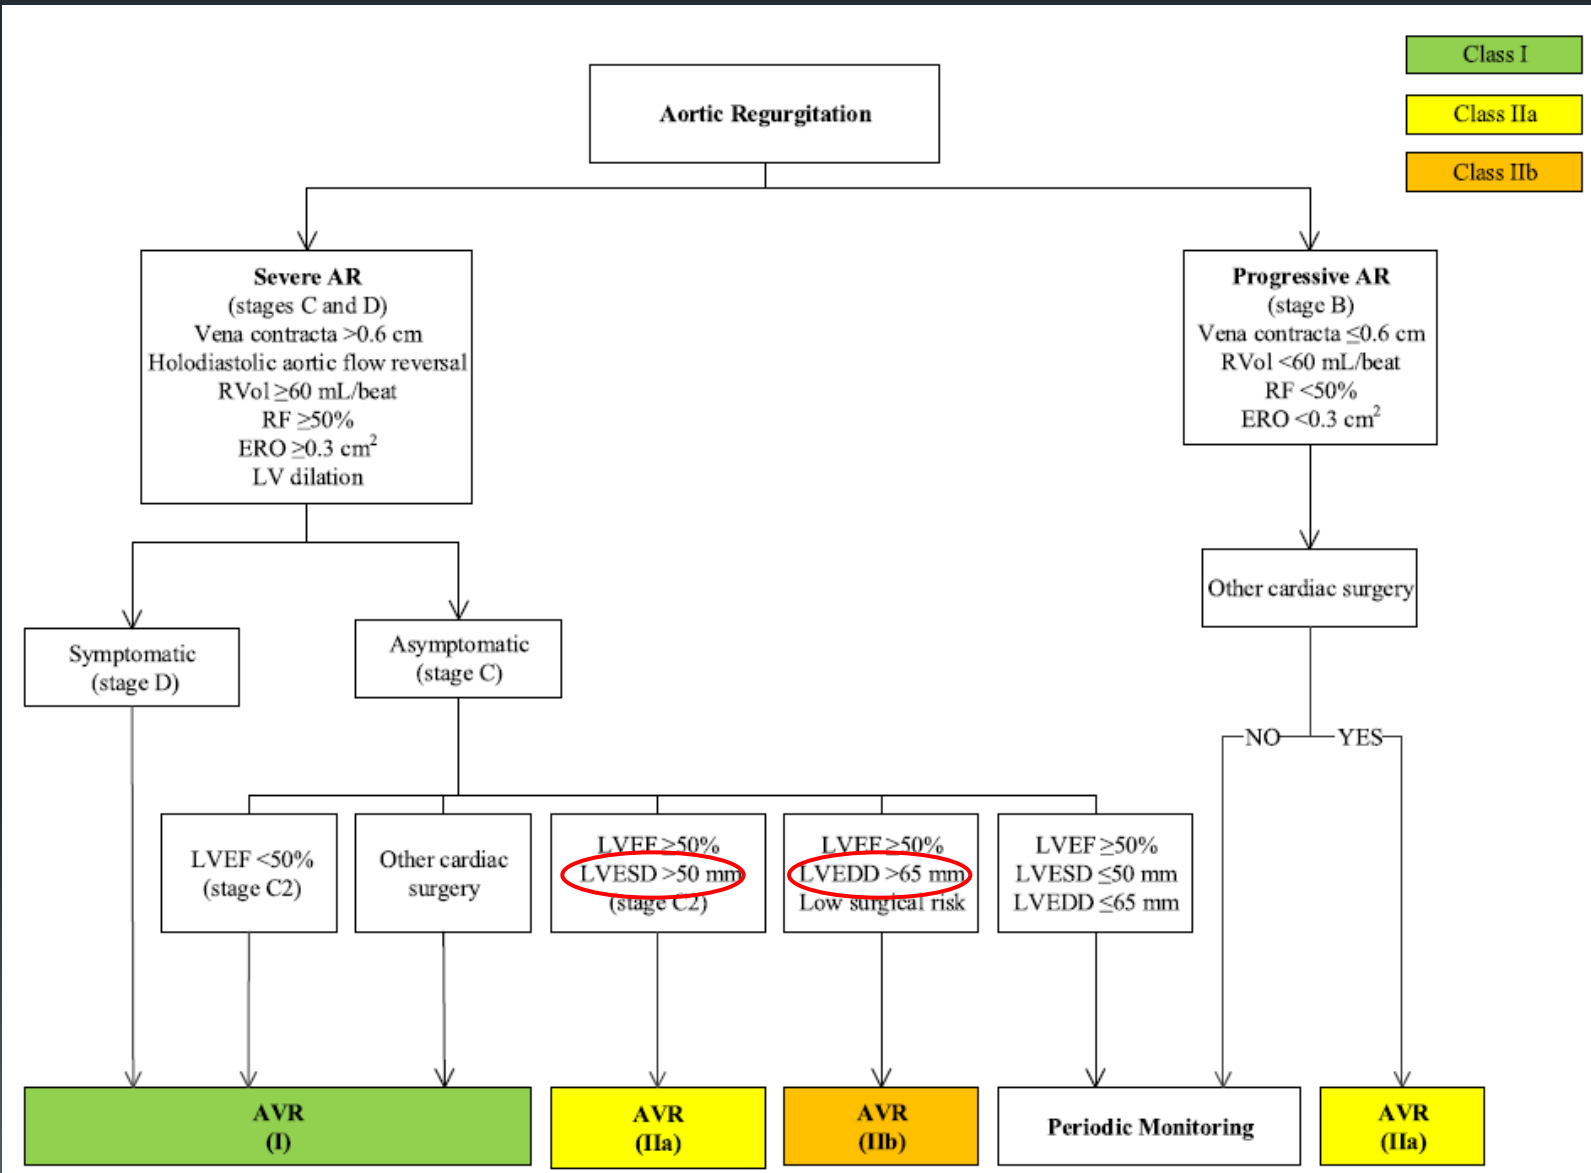 Class I
Class IIa
Class IIb
Aortic Regurgitation
Severe AR
(stages C and D)
Vena contracta >0.6 cm
Holodiastolic aortic flow reversal
RVol ≥60 mL/beat
RF ≥50%
ERO ≥0.3 cm²
LV dilation
Progressive AR
(stage B)
Vena contracta ≤0.6 cm
RVol <60 mL/beat
RF <50%
ERO <0.3 cm²
Other cardiac surgery
Symptomatic
(stage D)
Asymptomatic
(stage C)
NO
YES
LVEF <50%
(stage C2)
Other cardiac
surgery
LVEF ≥50%
LVESD >50 mm
(stage C2)
LVEF ≥50%
LVEDD >65 mm
Low surgical risk
LVEF ≥50%
LVESD ≤50 mm
LVEDD ≤65 mm
AVR
(I)
AVR
(IIa)
AVR
(IIb)
Periodic Monitoring
AVR
(IIa)